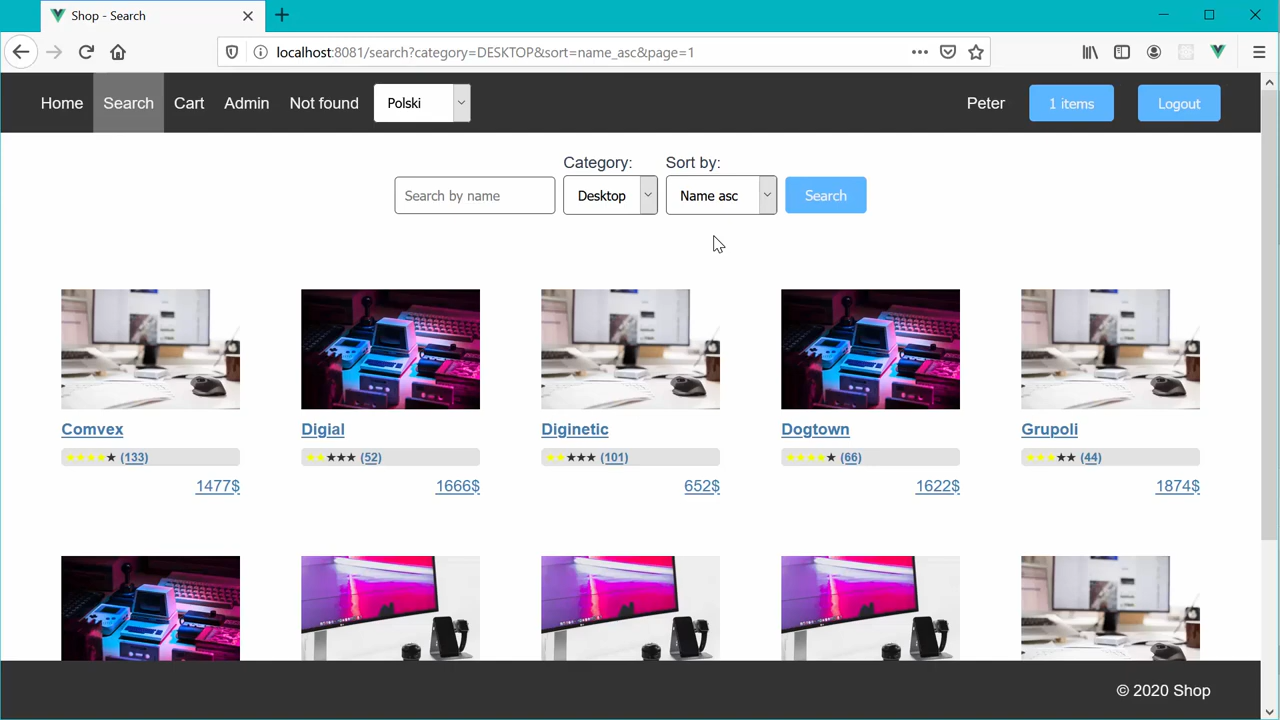 Shop - Search
localhost:8081/search?category=DESKTOP&sort=name_asc&page=1
Home Search Cart Admin Not found Polski Peter 1 items Logout
Category: Sort by:
Search by name Desktop Name asc Search
Comvex Digial Diginetic Dogtown Grupoli
★★★★★ (133) ★★★★★ (52) ★★★★★ (101) ★★★★★ (66) ★★★★★ (44)
1477$ 1666$ 652$ 1622$ 1874$
© 2020 Shop